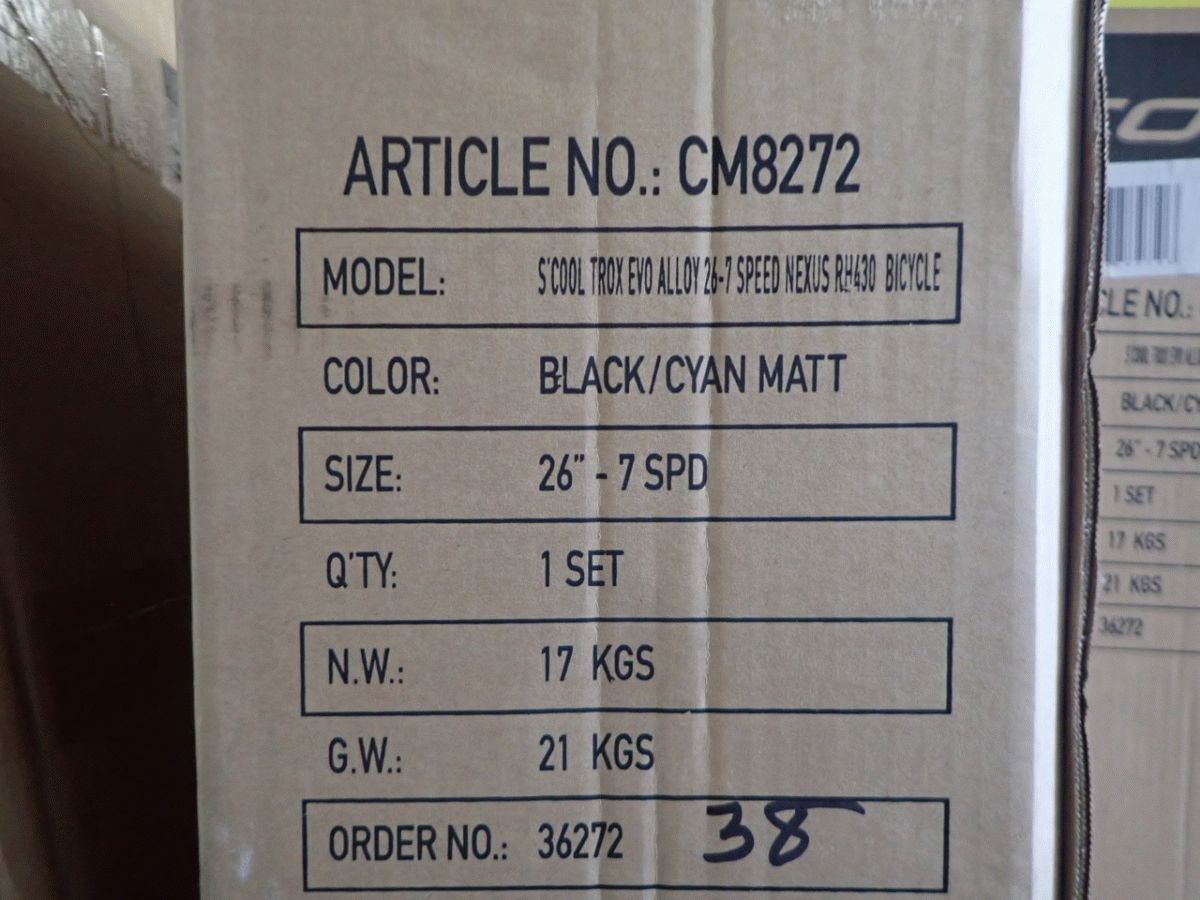 ARTICLE NO.: CM8272
MODEL: S'COOL TROX EVO ALLOY 26-7 SPEED NEXUS RH430 BICYCLE
COLOR: BLACK/CYAN MATT
SIZE: 26" - 7 SPD
Q'TY: 1 SET
N.W.: 17 KGS
G.W.: 21 KGS
ORDER NO.: 36272 38
CLE NO.:
BLACK/CY
26" - 7 SPD
1 SET
17 KGS
21 KGS
36272